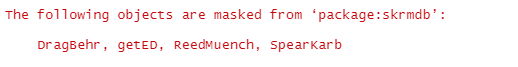 The following objects are masked from ‘package:skrmdb’:
DragBehr, getED, ReedMuench, SpearKarb